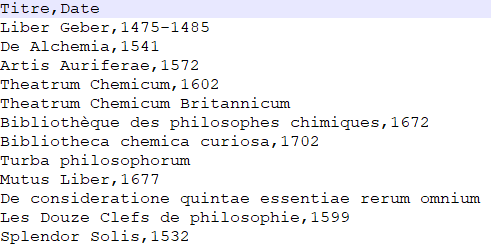 Titre,Date
Liber Geber,1475-1485
De Alchemia,1541
Artis Auriferae,1572
Theatrum Chemicum,1602
Theatrum Chemicum Britannicum
Bibliothèque des philosophes chimiques,1672
Bibliotheca chemica curiosa,1702
Turba philosophorum
Mutus Liber,1677
De consideratione quintae essentiae rerum omnium
Les Douze Clefs de philosophie,1599
Splendor Solis,1532